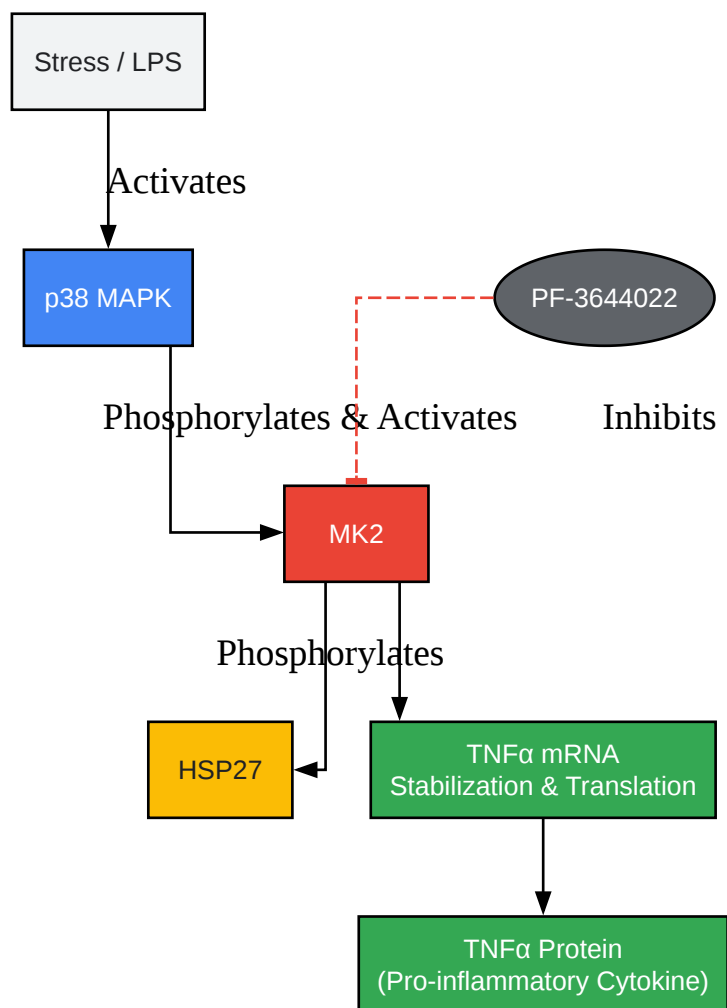 Stress / LPS
Activates
p38 MAPK
PF-3644022
Phosphorylates & Activates
Inhibits
MK2
Phosphorylates
HSP27
TNFα mRNA
Stabilization & Translation
TNFα Protein
(Pro-inflammatory Cytokine)